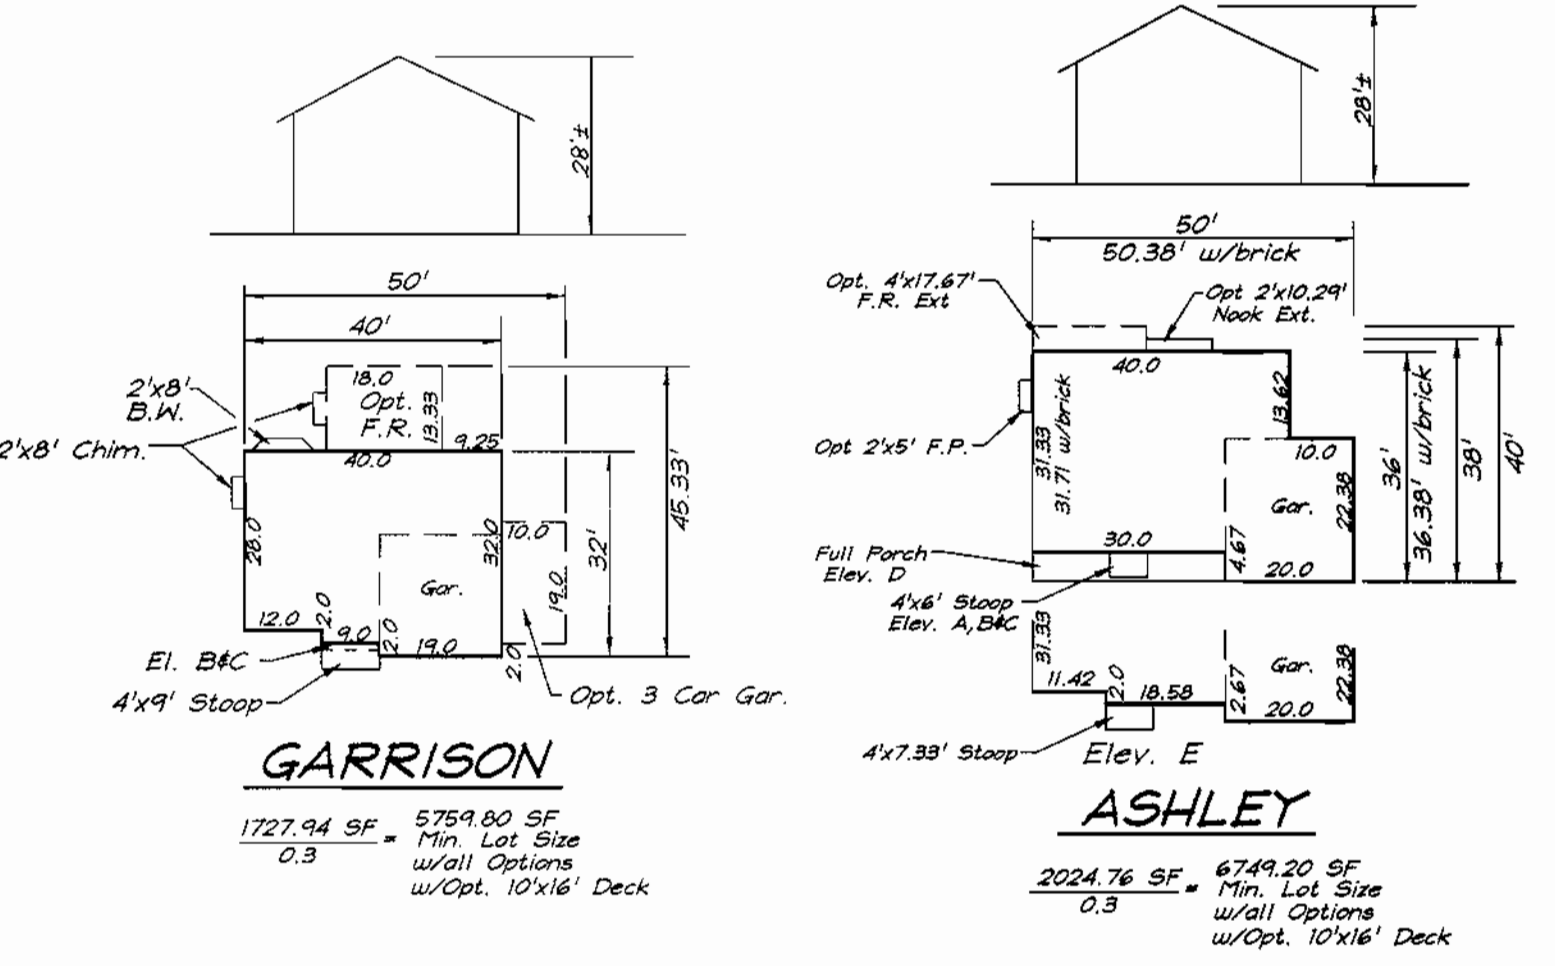 28'±
50'
40'
2'x8'
B.W.
2'x8' Chim.
18.0
Opt.
F.R.
13.33
9.25
40.0
28.0
32.0
10.0
19.0
32'
45.33'
Gar.
12.0
2.0
9.0
2.0
19.0
2.0
El. B&C
4'x9' Stoop
Opt. 3 Car Gar.
GARRISON
1727.94 SF
0.3
=
5759.80 SF
Min. Lot Size
w/all Options
w/Opt. 10'x16' Deck
28'±
50'
50.38' w/brick
Opt. 4'x17.67'
F.R. Ext
Opt 2'x10.29'
Nook Ext.
40.0
13.62
Opt 2'x5' F.P.
31.33
31.71 w/brick
10.0
Gar.
22.38
36'
36.38' w/brick
38'
40'
30.0
4.67
20.0
Full Porch
Elev. D
4'x6' Stoop
Elev. A,B&C
31.33
11.42
2.0
18.58
2.67
Gar.
22.38
20.0
4'x7.33' Stoop
Elev. E
ASHLEY
2024.76 SF
0.3
=
6749.20 SF
Min. Lot Size
w/all Options
w/Opt. 10'x16' Deck